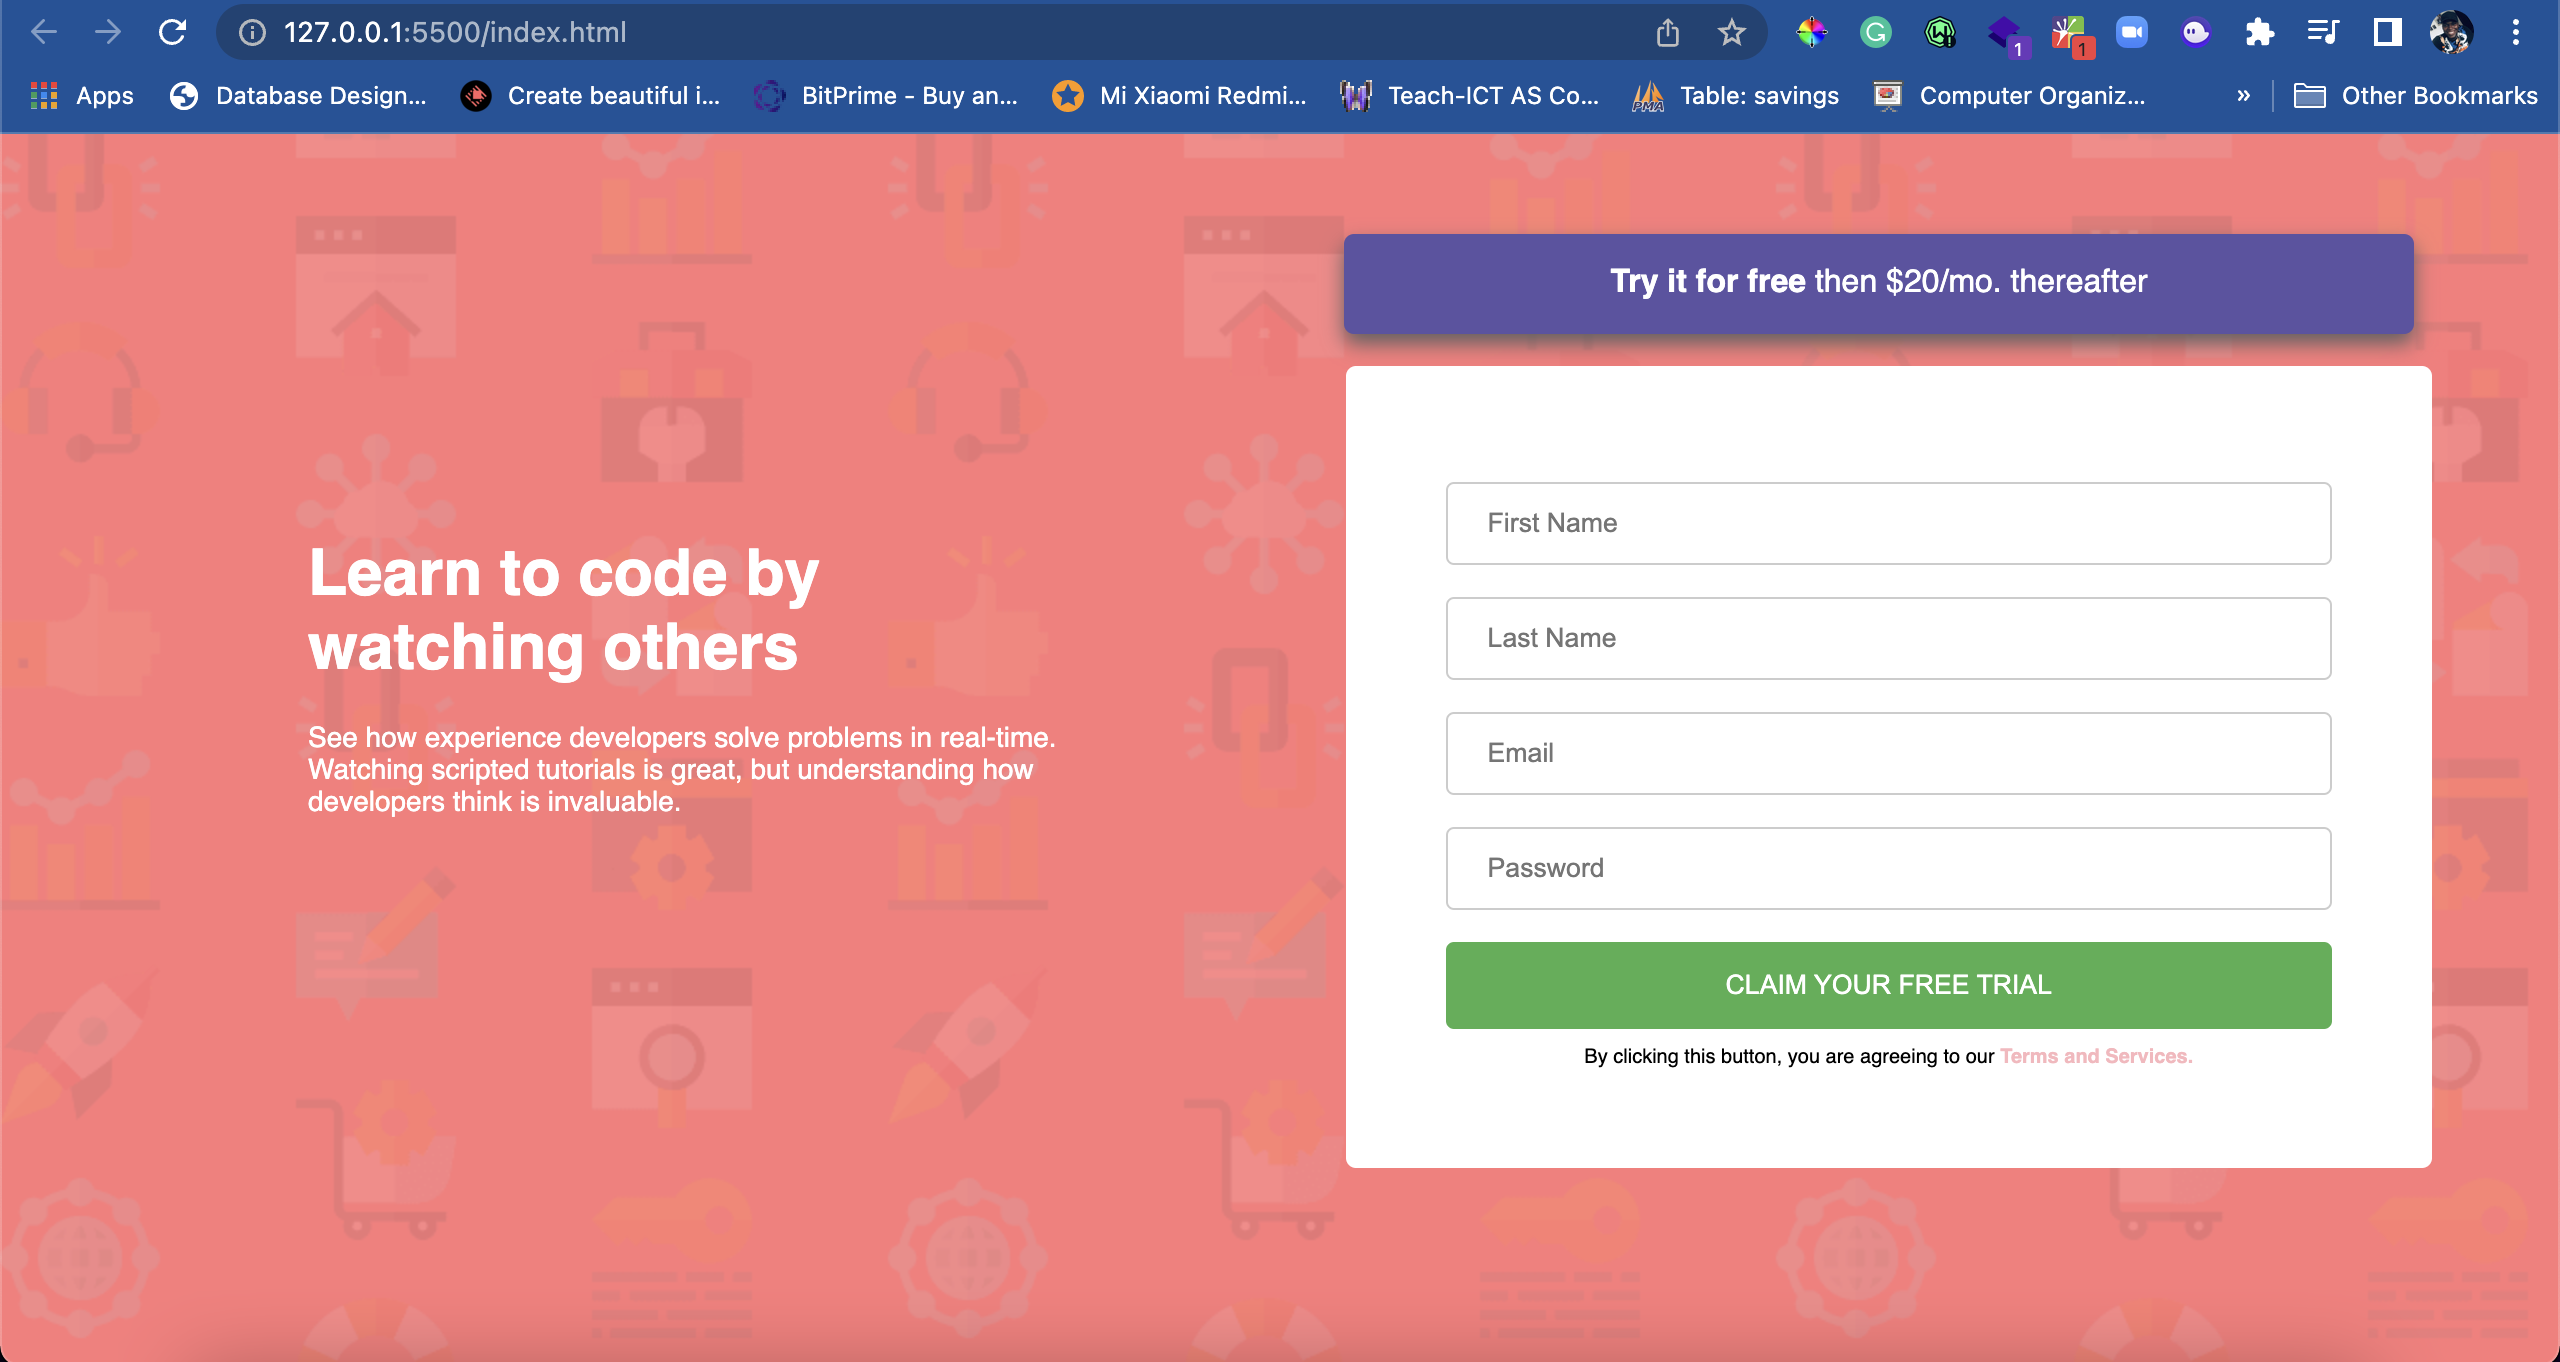 127.0.0.1:5500/index.html
1
1
Apps
Database Design...
Create beautiful i...
BitPrime - Buy an...
Mi Xiaomi Redmi...
Teach-ICT AS Co...
Table: savings
Computer Organiz...
»
Other Bookmarks
Try it for free then $20/mo. thereafter
Learn to code by
watching others
See how experience developers solve problems in real-time.
Watching scripted tutorials is great, but understanding how
developers think is invaluable.
First Name
Last Name
Email
Password
CLAIM YOUR FREE TRIAL
By clicking this button, you are agreeing to our Terms and Services.